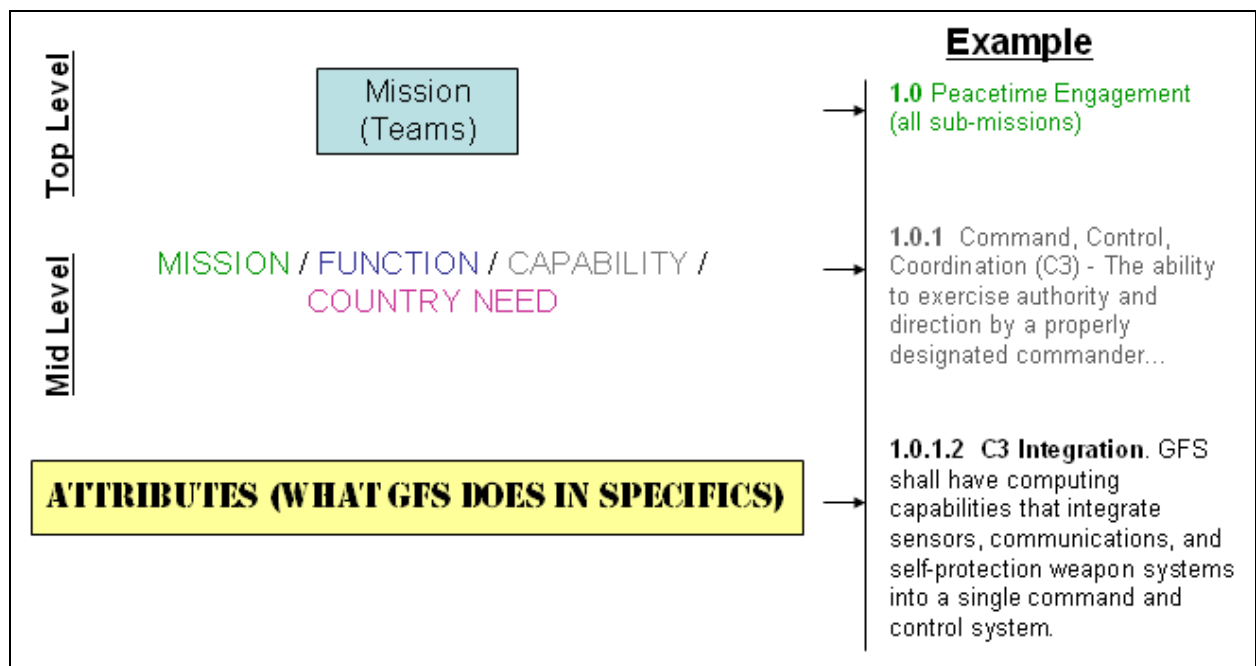 Example
Top Level
Mission
(Teams)
1.0 Peacetime Engagement
(all sub-missions)
Mid Level
MISSION / FUNCTION / CAPABILITY /
COUNTRY NEED
1.0.1 Command, Control,
Coordination (C3) - The ability
to exercise authority and
direction by a properly
designated commander...
ATTRIBUTES (WHAT GFS DOES IN SPECIFICS)
1.0.1.2 C3 Integration. GFS
shall have computing
capabilities that integrate
sensors, communications, and
self-protection weapon systems
into a single command and
control system.